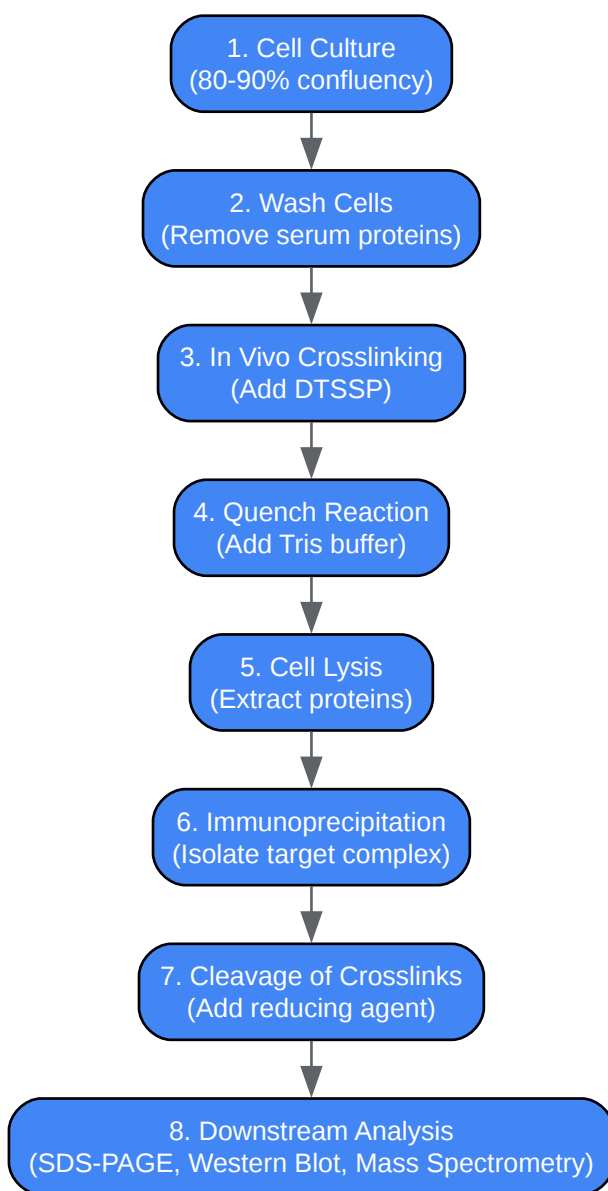 1. Cell Culture
(80-90% confluency)
2. Wash Cells
(Remove serum proteins)
3. In Vivo Crosslinking
(Add DTSSP)
4. Quench Reaction
(Add Tris buffer)
5. Cell Lysis
(Extract proteins)
6. Immunoprecipitation
(Isolate target complex)
7. Cleavage of Crosslinks
(Add reducing agent)
8. Downstream Analysis
(SDS-PAGE, Western Blot, Mass Spectrometry)